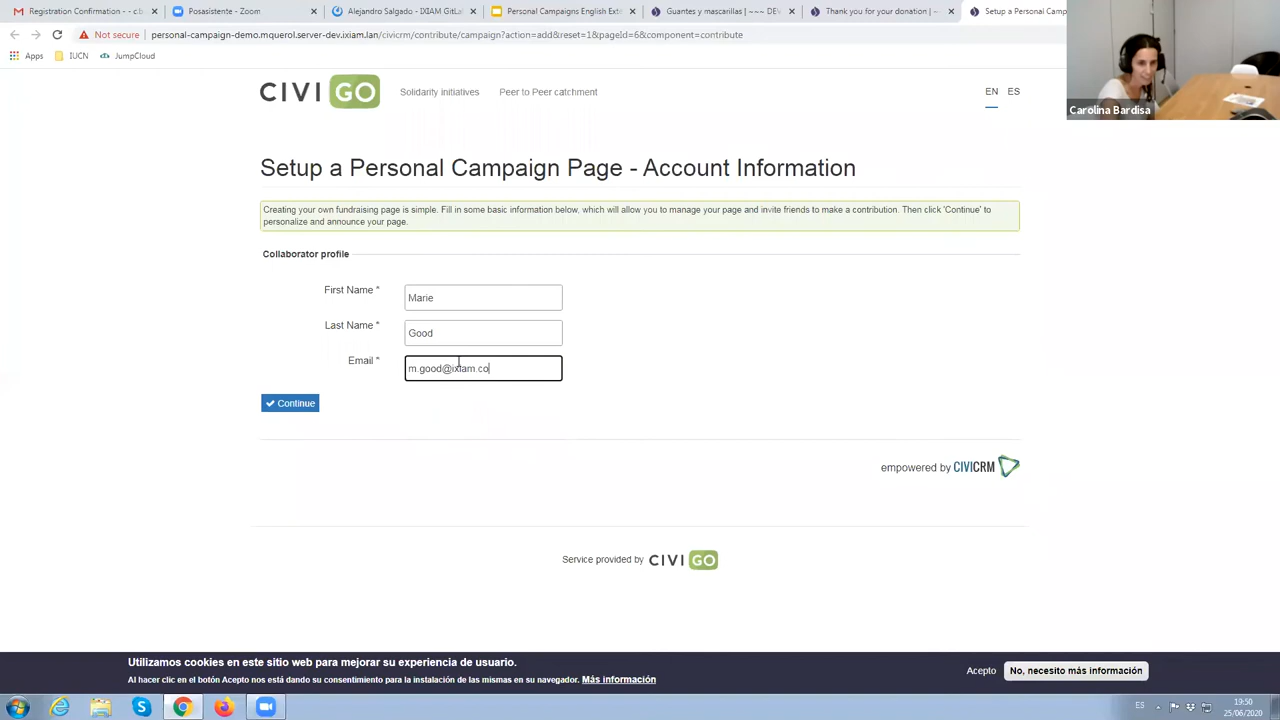 Registration Confirmation - - c.b
Posasistente - Zoom
Alejandro Salgado - IXIAM GitLa
Personal Campaigns English Ext
Guantes y mascarillas | ~~~ DEV
Thank you for your donation | ~
Setup a Personal Camp
Not secure
personal-campaign-demo.mquerol.server-dev.ixiam.lan/civicrm/contribute/campaign?action=add&reset=1&pageId=6&component=contribute
Apps
IUCN
JumpCloud
Carolina Bardisa
CIVI GO
Solidarity initiatives
Peer to Peer catchment
EN
ES
Setup a Personal Campaign Page - Account Information
Creating your own fundraising page is simple. Fill in some basic information below, which will allow you to manage your page and invite friends to make a contribution. Then click 'Continue' to
personalize and announce your page.
Collaborator profile
First Name *
Marie
Last Name *
Good
Email *
m.good@ixiam.co
Continue
empowered by CIVICRM
Service provided by CIVI GO
Utilizamos cookies en este sitio web para mejorar su experiencia de usuario.
Al hacer clic en el botón Acepto nos está dando su consentimiento para la instalación de las mismas en su navegador. Más información
Acepto
No, necesito más información
ES
19:50
25/06/2020